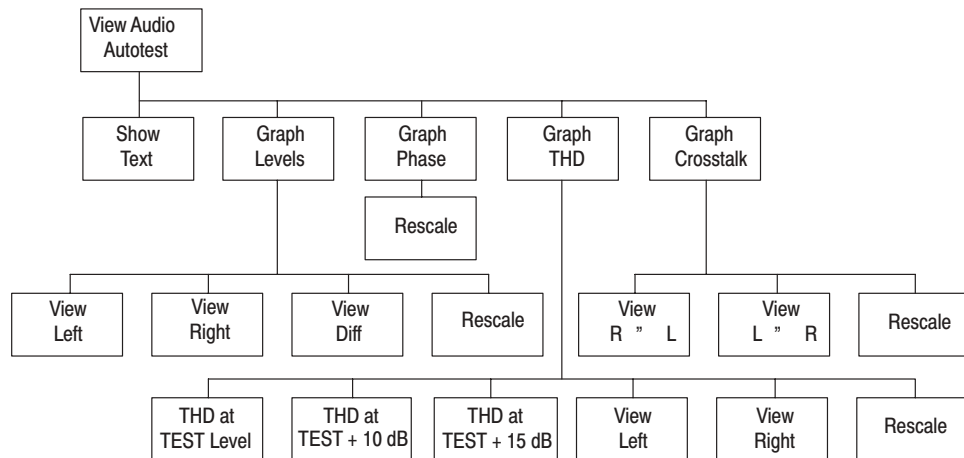 View Audio
Autotest
Show
Text
Graph
Levels
Graph
Phase
Graph
THD
Graph
Crosstalk
Rescale
View
Left
View
Right
View
Diff
Rescale
View
R ” L
View
L ” R
Rescale
THD at
TEST Level
THD at
TEST + 10 dB
THD at
TEST + 15 dB
View
Left
View
Right
Rescale